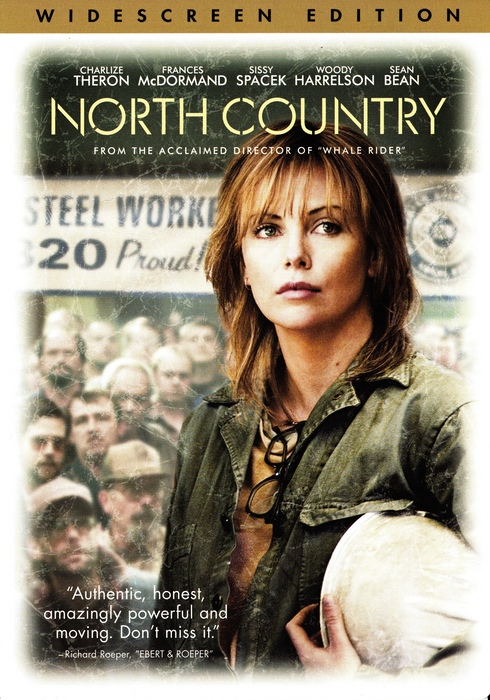 WIDESCREEN EDITION
CHARLIZE THERON FRANCES McDORMAND SISSY SPACEK WOODY HARRELSON SEAN BEAN
NORTH COUNTRY
FROM THE ACCLAIMED DIRECTOR OF "WHALE RIDER"
STEEL WORKE
320 Proud!
"Authentic, honest,
amazingly powerful and
moving. Don't miss it."
–Richard Roeper, "EBERT & ROEPER"